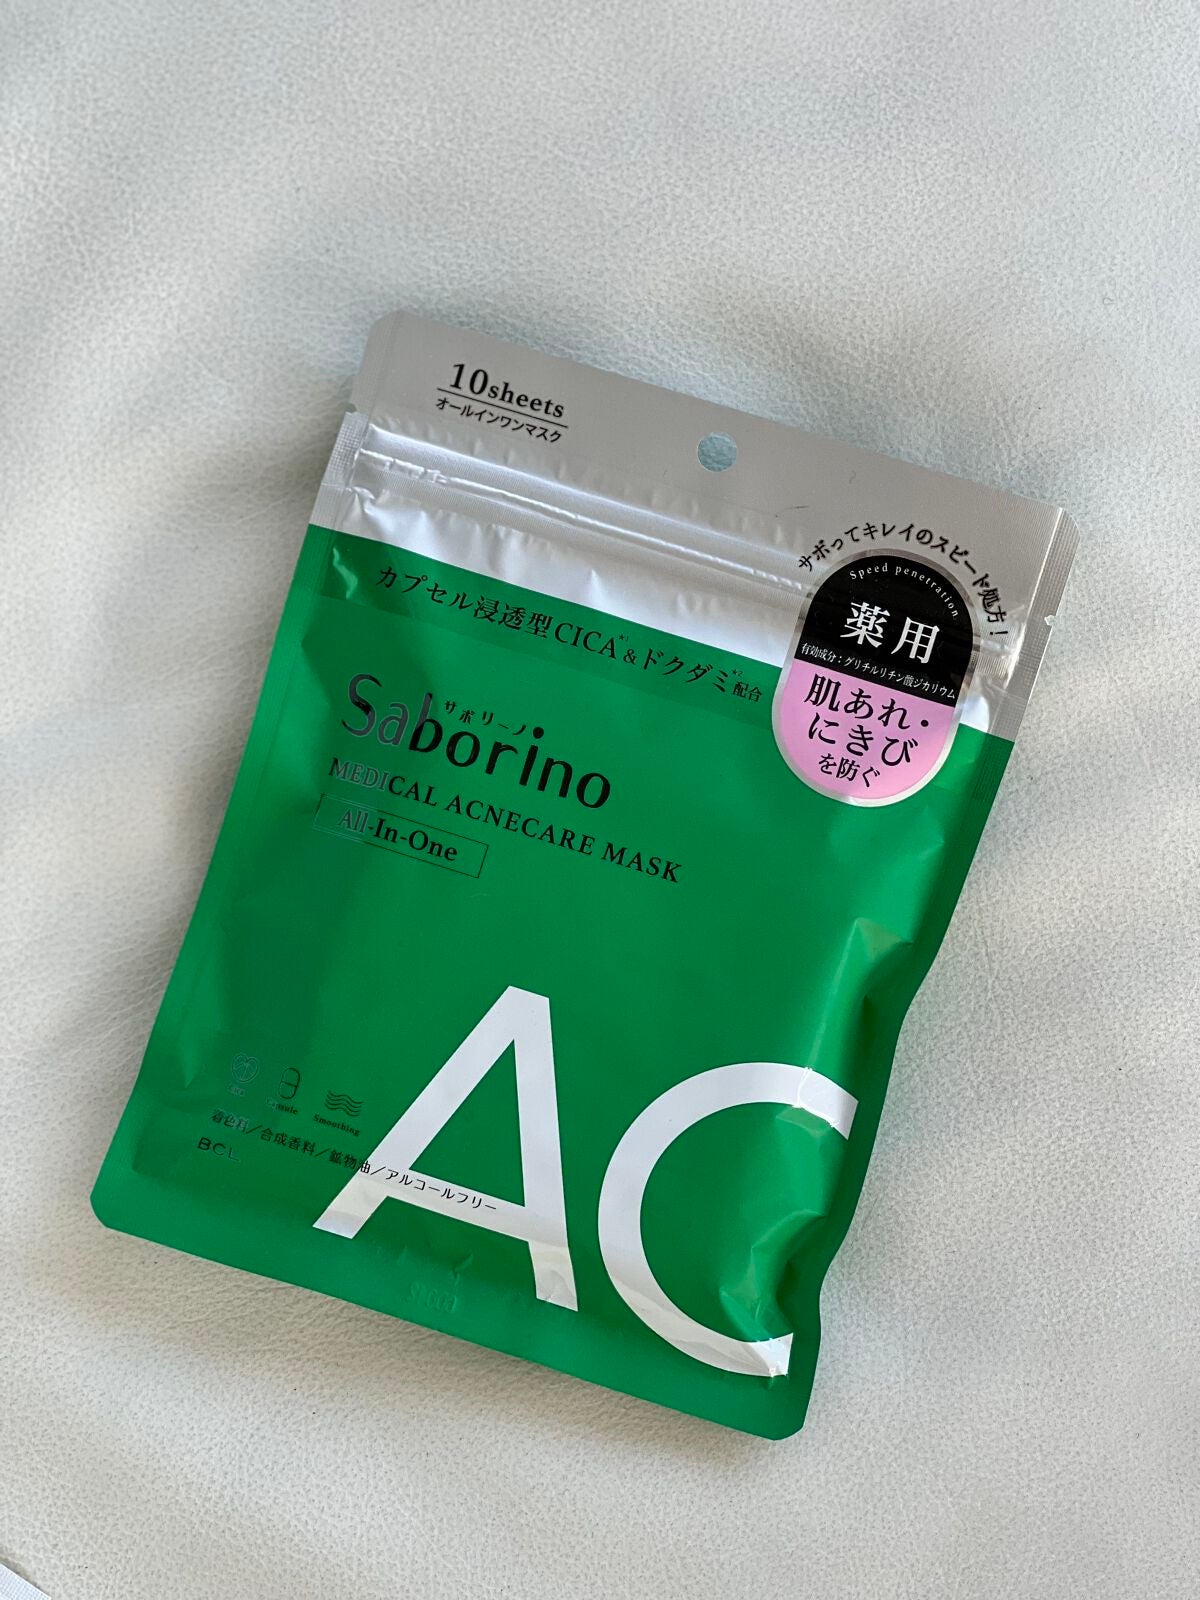 10sheets
オールインワンマスク
サボってキレイのスピード処方!
Speed penetration
薬用
有効成分:グリチルリチン酸ジカリウム
肌あれ・
にきび
を防ぐ
カプセル浸透型CICA*1&ドクダミ*2配合
サボリーノ
Saborino
MEDICAL ACNECARE MASK
All-In-One
AC
Cica
Capsule
Smoothing
着色料/合成香料/鉱物油/アルコールフリー
BCL